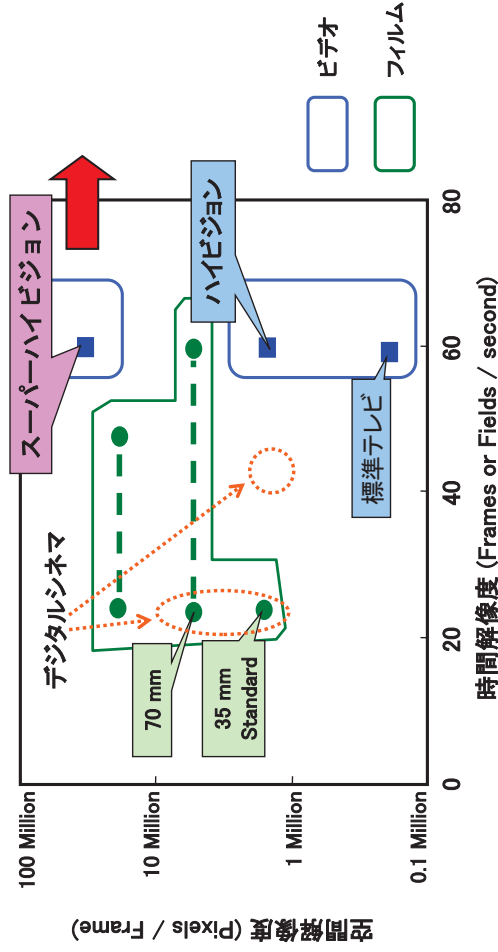 空間解像度 (Pixels / Frame)
100 Million
10 Million
1 Million
0.1 Million
デジタルシネマ
スーパーハイビジョン
ハイビジョン
標準テレビ
70 mm
35 mm
Standard
0
20
40
60
80
時間解像度 (Frames or Fields / second)
ビデオ
フィルム